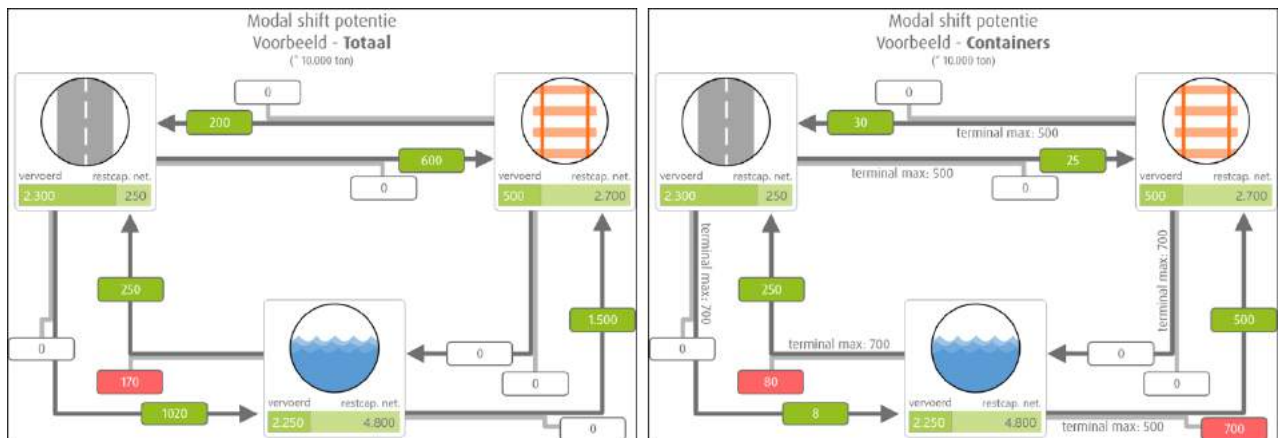 Modal shift potentie
Voorbeeld - Totaal
(* 10.000 ton)
0
200
600
0
vervoerd restcap. net.
2.300 250
vervoerd restcap. net.
500 2.700
250
1.500
0
0
170
0
1020
vervoerd restcap. net.
2.250 4.800
0
Modal shift potentie
Voorbeeld - Containers
(* 10.000 ton)
0
30
terminal max: 500
25
terminal max: 500
0
vervoerd restcap. net.
2.300 250
vervoerd restcap. net.
500 2.700
terminal max: 700
terminal max: 700
250
500
terminal max: 700
0
0
80
0
8
vervoerd restcap. net.
2.250 4.800
terminal max: 500
700